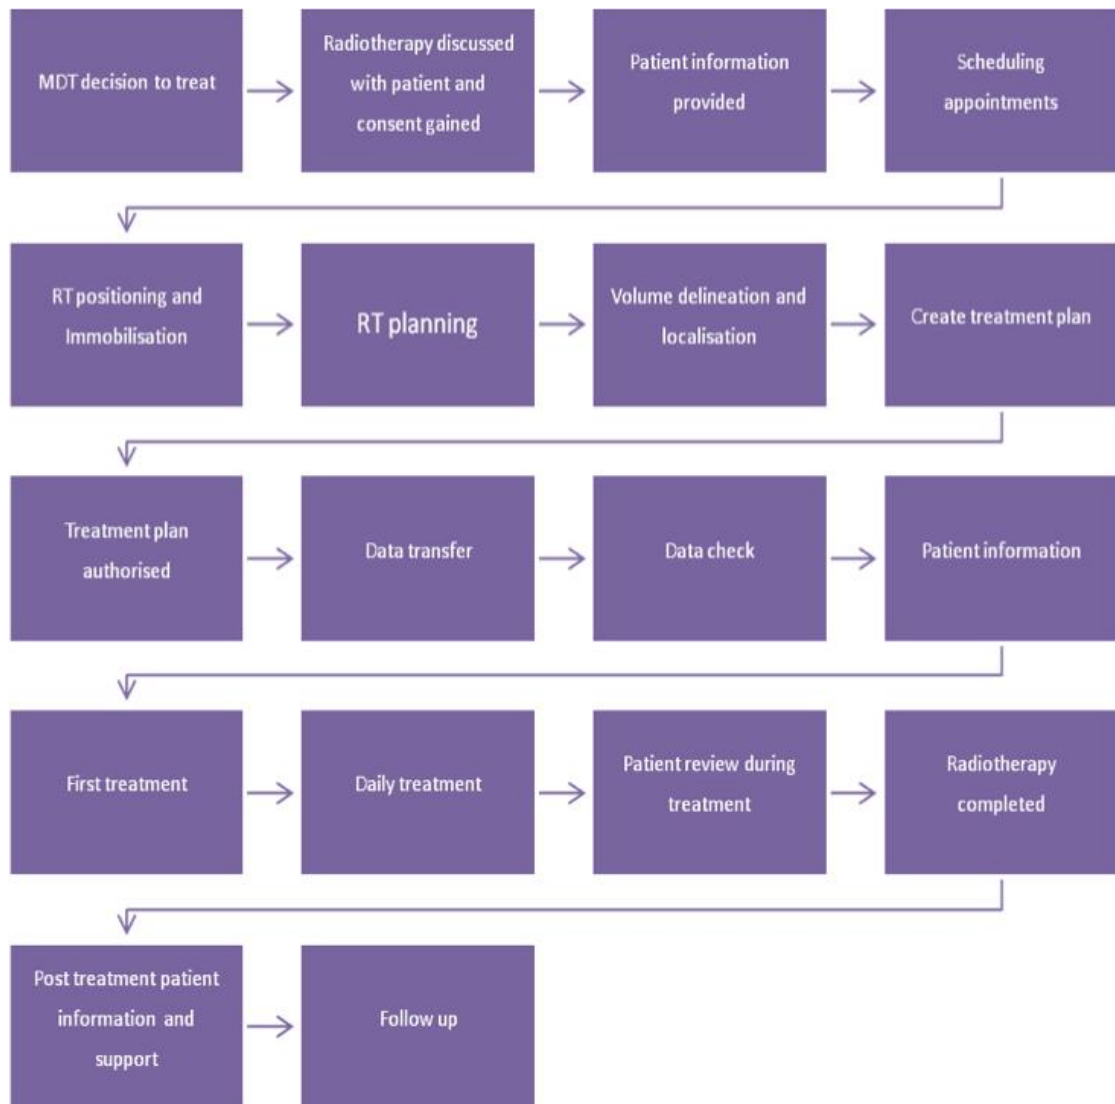 MDT decision to treat
Radiotherapy discussed
with patient and
consent gained
Patient information
provided
Scheduling
appointments
RT positioning and
Immobilisation
RT planning
Volume delineation and
localisation
Create treatment plan
Treatment plan
authorised
Data transfer
Data check
Patient information
First treatment
Daily treatment
Patient review during
treatment
Radiotherapy
completed
Post treatment patient
information and
support
Follow up